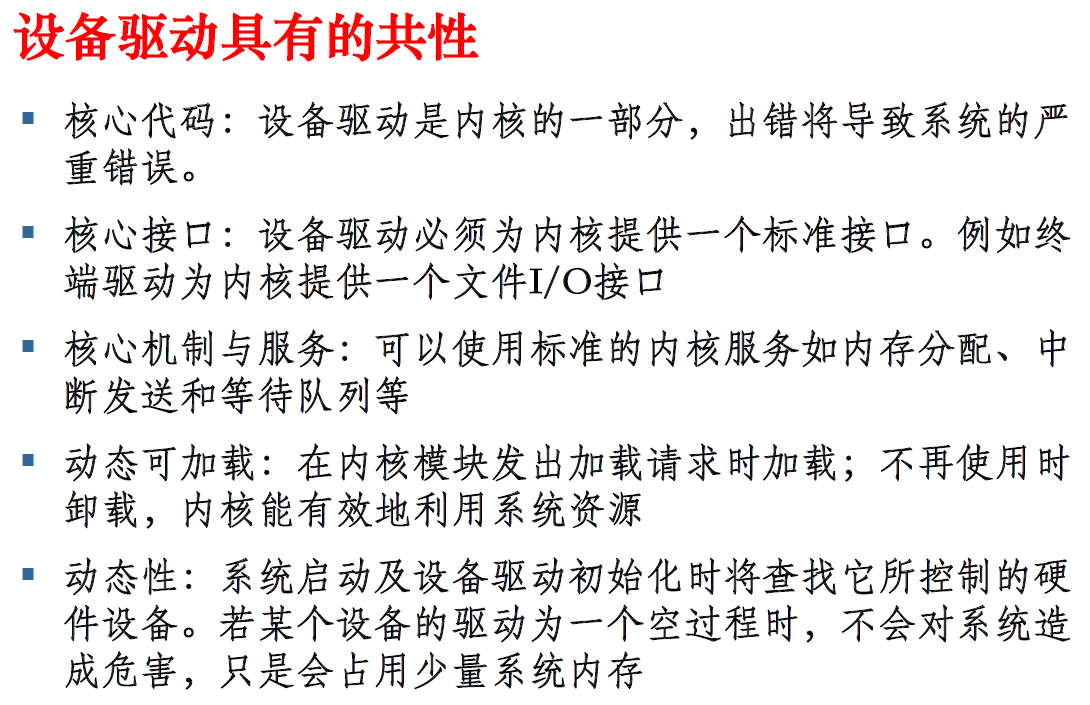 设备驱动具有的共性
核心代码：设备驱动是内核的一部分，出错将导致系统的严
重错误。
核心接口：设备驱动必须为内核提供一个标准接口。例如终
端驱动为内核提供一个文件I/O接口
核心机制与服务：可以使用标准的内核服务如内存分配、中
断发送和等待队列等
动态可加载：在内核模块发出加载请求时加载；不再使用时
卸载，内核能有效地利用系统资源
动态性：系统启动及设备驱动初始化时将查找它所控制的硬
件设备。若某个设备的驱动为一个空过程时，不会对系统造
成危害，只是会占用少量系统内存